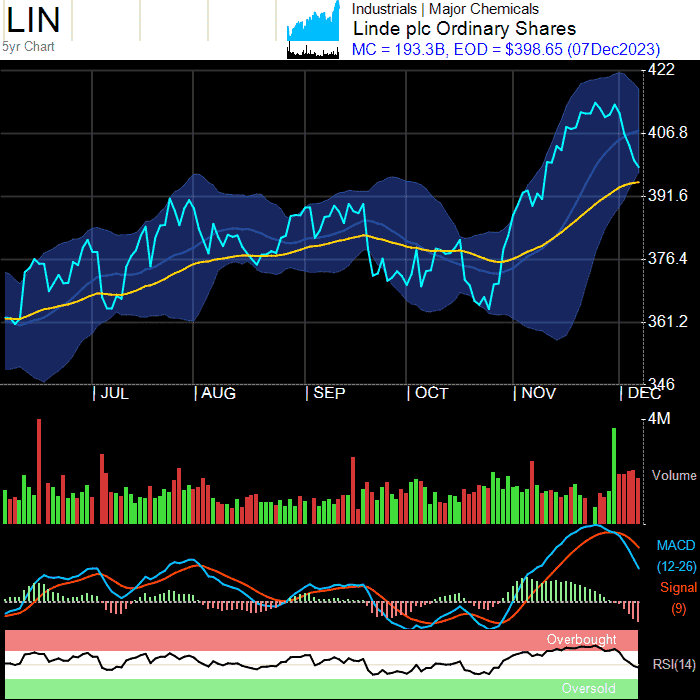 LIN
5yr Chart
Industrials | Major Chemicals
Linde plc Ordinary Shares
MC = 193.3B, EOD = $398.65 (07Dec2023)
422
406.8
391.6
376.4
361.2
346
JUL AUG SEP OCT NOV DEC
4M
Volume
MACD
(12-26)
Signal
(9)
Overbought
RSI(14)
Oversold